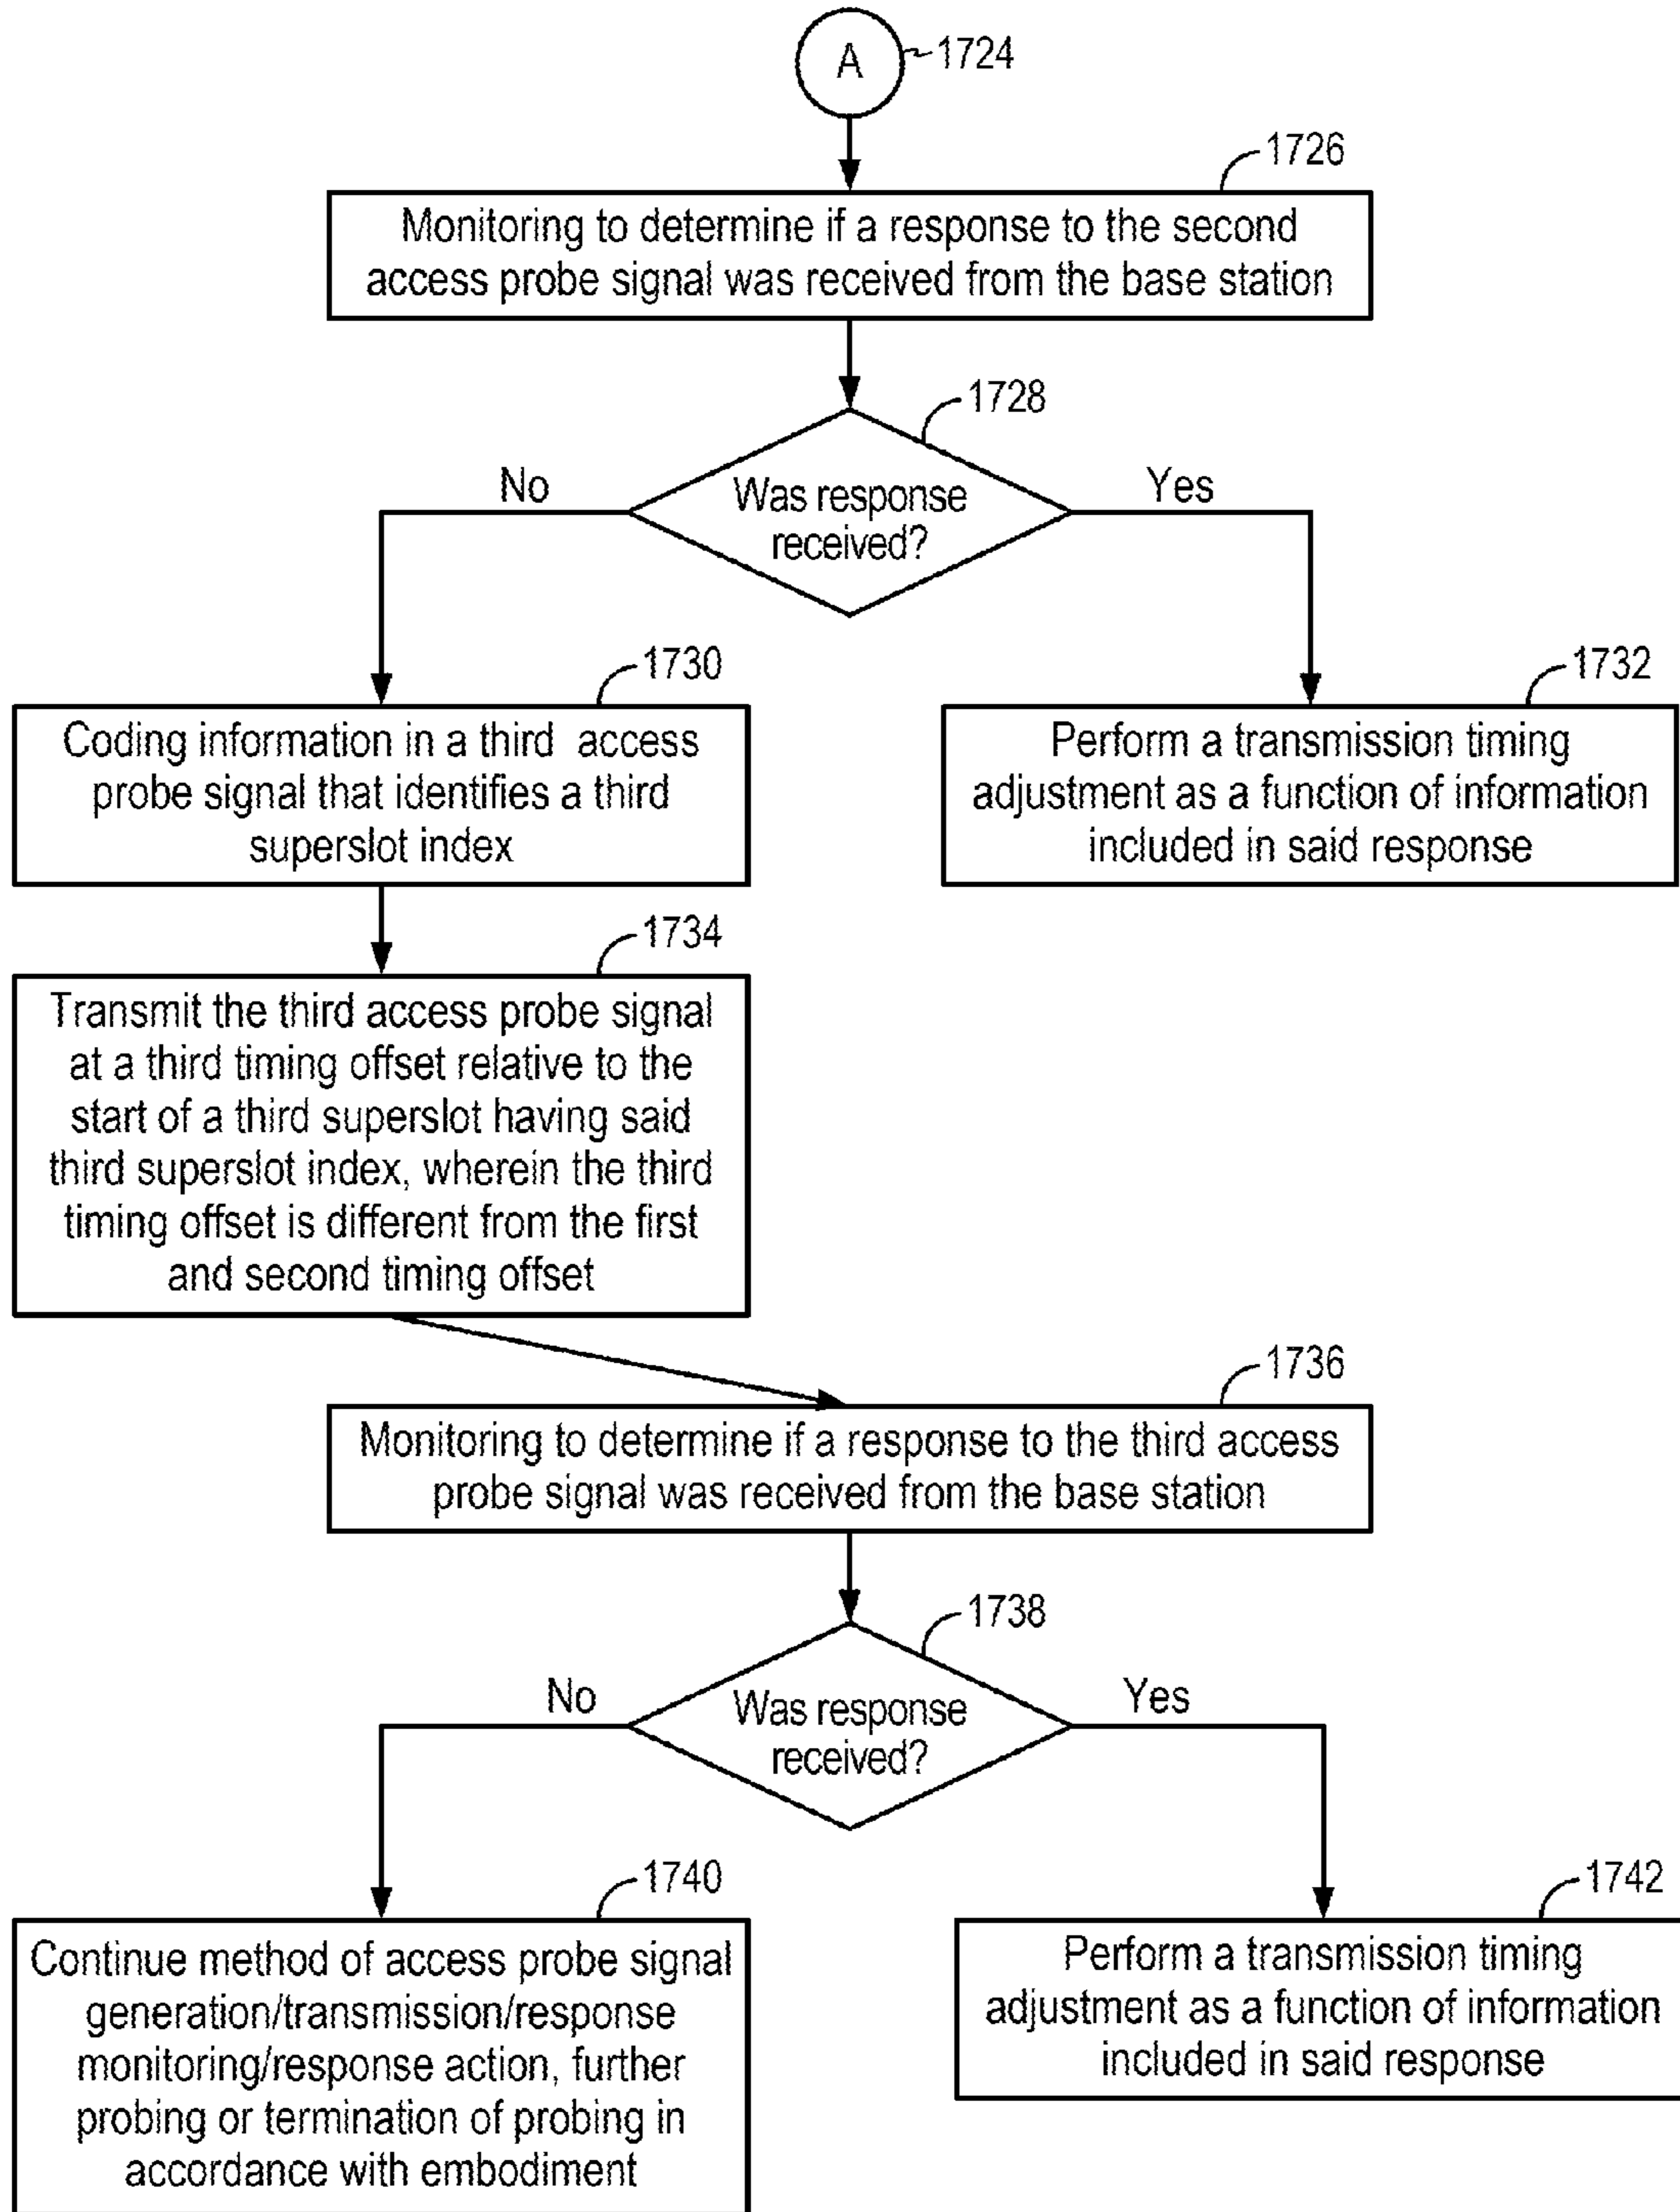 A
1724
1726
Monitoring to determine if a response to the second
access probe signal was received from the base station
1728
No
Was response
received?
Yes
1730
Coding information in a third access
probe signal that identifies a third
superslot index
1732
Perform a transmission timing
adjustment as a function of information
included in said response
1734
Transmit the third access probe signal
at a third timing offset relative to the
start of a third superslot having said
third superslot index, wherein the third
timing offset is different from the first
and second timing offset
1736
Monitoring to determine if a response to the third access
probe signal was received from the base station
1738
No
Was response
received?
Yes
1740
Continue method of access probe signal
generation/transmission/response
monitoring/response action, further
probing or termination of probing in
accordance with embodiment
1742
Perform a transmission timing
adjustment as a function of information
included in said response